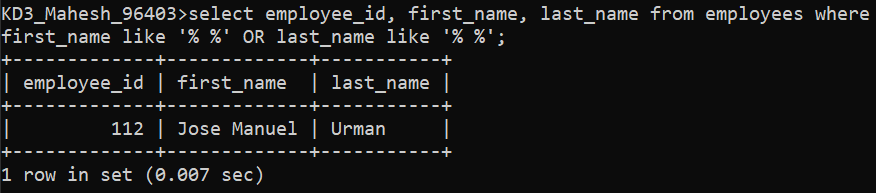 KD3_Mahesh_96403>select employee_id, first_name, last_name from employees where
first_name like '% %' OR last_name like '% %';
+-------------+-------------+-----------+
| employee_id | first_name  | last_name |
+-------------+-------------+-----------+
|         112 | Jose Manuel | Urman     |
+-------------+-------------+-----------+
1 row in set (0.007 sec)